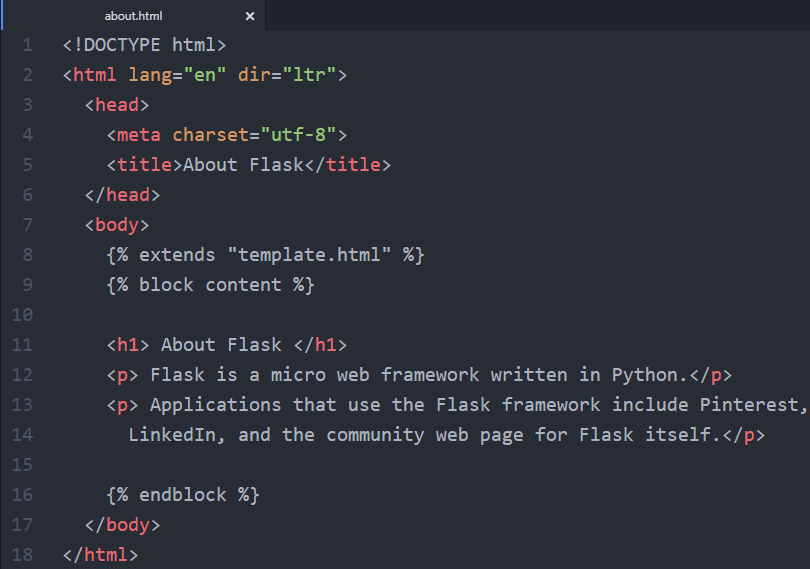 about.html ×
1 <!DOCTYPE html>
2 <html lang="en" dir="ltr">
3   <head>
4     <meta charset="utf-8">
5     <title>About Flask</title>
6   </head>
7   <body>
8     {% extends "template.html" %}
9     {% block content %}
10
11     <h1> About Flask </h1>
12     <p> Flask is a micro web framework written in Python.</p>
13     <p> Applications that use the Flask framework include Pinterest,
14       LinkedIn, and the community web page for Flask itself.</p>
15
16     {% endblock %}
17   </body>
18 </html>